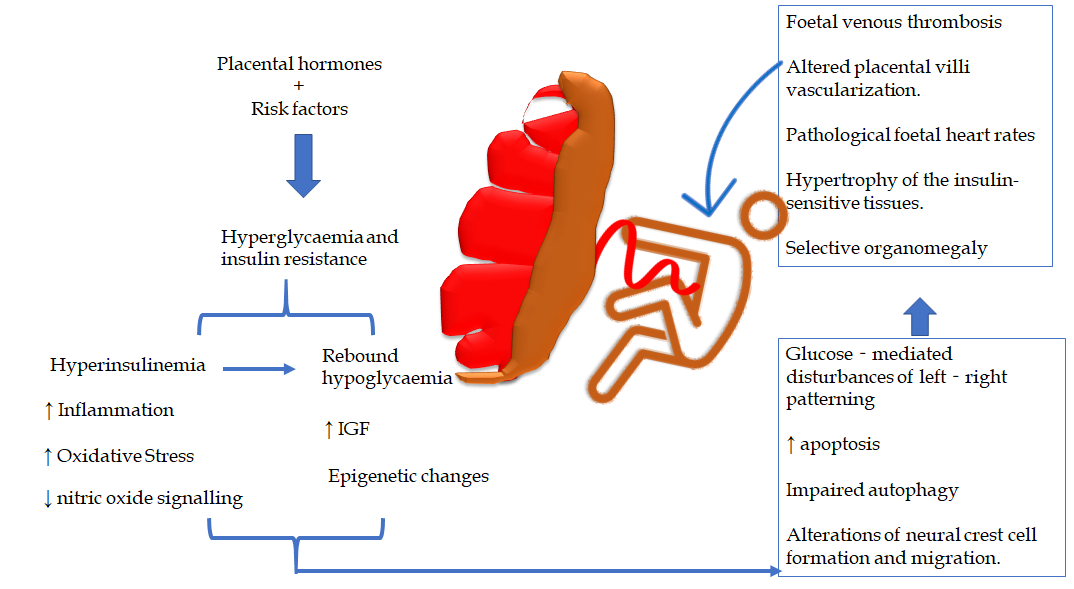 Placental hormones
+
Risk factors
Hyperglycaemia and
insulin resistance
Hyperinsulinemia
↑ Inflammation
↑ Oxidative Stress
↓ nitric oxide signalling
Rebound
hypoglycaemia
↑ IGF
Epigenetic changes
Glucose - mediated
disturbances of left - right
patterning
↑ apoptosis
Impaired autophagy
Alterations of neural crest cell
formation and migration.
Foetal venous thrombosis
Altered placental villi
vascularization.
Pathological foetal heart rates
Hypertrophy of the insulin-
sensitive tissues.
Selective organomegaly